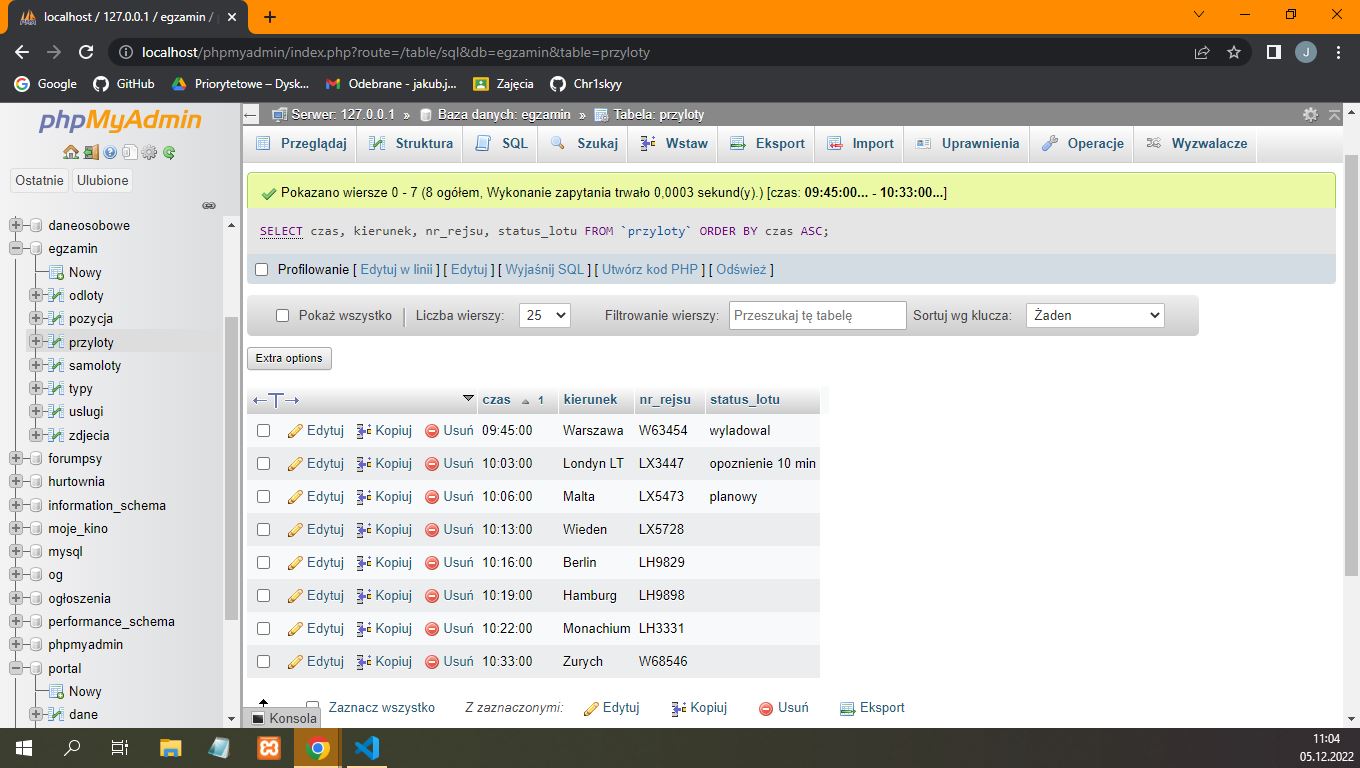 localhost / 127.0.0.1 / egzamin /
localhost/phpmyadmin/index.php?route=/table/sql&db=egzamin&table=przyloty
J
Google GitHub Priorytetowe – Dysk... Odebrane - jakub.j... Zajęcia Chr1skyy
phpMyAdmin
Ostatnie Ulubione
daneosobowe
egzamin
Nowy
odloty
pozycja
przyloty
samoloty
typy
uslugi
zdjecia
forumpsy
hurtownia
information_schema
moje_kino
mysql
og
ogłoszenia
performance_schema
phpmyadmin
portal
Nowy
dane
Serwer: 127.0.0.1 » Baza danych: egzamin » Tabela: przyloty
Przeglądaj Struktura SQL Szukaj Wstaw Eksport Import Uprawnienia Operacje Wyzwalacze
Pokazano wiersze 0 - 7 (8 ogółem, Wykonanie zapytania trwało 0,0003 sekund(y).) [czas: 09:45:00... - 10:33:00...]
SELECT czas, kierunek, nr_rejsu, status_lotu FROM `przyloty` ORDER BY czas ASC;
Profilowanie [ Edytuj w linii ] [ Edytuj ] [ Wyjaśnij SQL ] [ Utwórz kod PHP ] [ Odśwież ]
Pokaż wszystko Liczba wierszy: 25 Filtrowanie wierszy: Przeszukaj tę tabelę Sortuj wg klucza: Żaden
Extra options
←T→ czas 1 kierunek nr_rejsu status_lotu
Edytuj Kopiuj Usuń 09:45:00 Warszawa W63454 wyladowal
Edytuj Kopiuj Usuń 10:03:00 Londyn LT LX3447 opoznienie 10 min
Edytuj Kopiuj Usuń 10:06:00 Malta LX5473 planowy
Edytuj Kopiuj Usuń 10:13:00 Wieden LX5728
Edytuj Kopiuj Usuń 10:16:00 Berlin LH9829
Edytuj Kopiuj Usuń 10:19:00 Hamburg LH9898
Edytuj Kopiuj Usuń 10:22:00 Monachium LH3331
Edytuj Kopiuj Usuń 10:33:00 Zurych W68546
Zaznacz wszystko Z zaznaczonymi: Edytuj Kopiuj Usuń Eksport
Konsola
11:04
05.12.2022